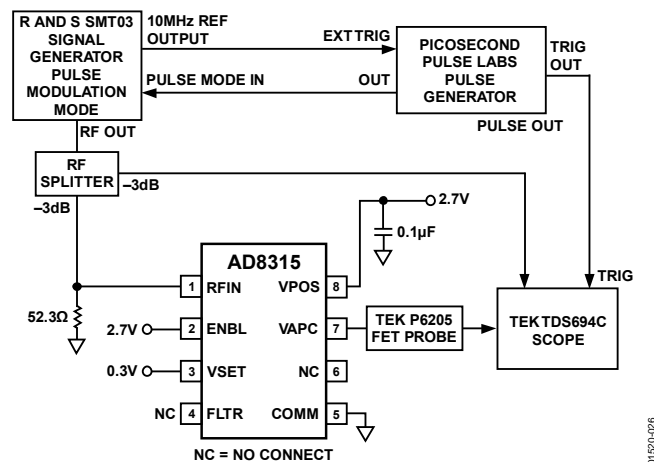 R AND S SMT03
SIGNAL
GENERATOR
PULSE
MODULATION
MODE
10MHz REF
OUTPUT
EXT TRIG
PULSE MODE IN
OUT
PICOSECOND
PULSE LABS
PULSE
GENERATOR
TRIG
OUT
PULSE OUT
RF OUT
RF
SPLITTER
–3dB
–3dB
2.7V
0.1µF
AD8315
1 RFIN
VPOS 8
52.3Ω
2.7V
2 ENBL
VAPC 7
TEK P6205
FET PROBE
TRIG
TEK TDS694C
SCOPE
0.3V
3 VSET
NC 6
NC
4 FLTR
COMM 5
NC = NO CONNECT
01520-026